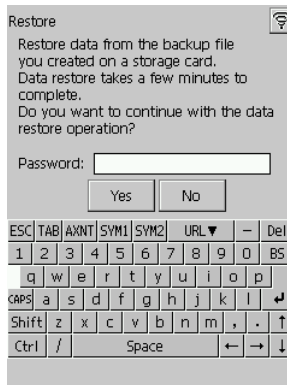 Restore
Restore data from the backup file
you created on a storage card.
Data restore takes a few minutes to
complete.
Do you want to continue with the data
restore operation?
Password:
Yes No
ESC TAB AXNT SYM1 SYM2 URL▼ – Del
1 2 3 4 5 6 7 8 9 0 BS
q w e r t y u i o p
CAPS a s d f g h j k l ↵
Shift z x c v b n m , . ↑
Ctrl / Space ← → ↓